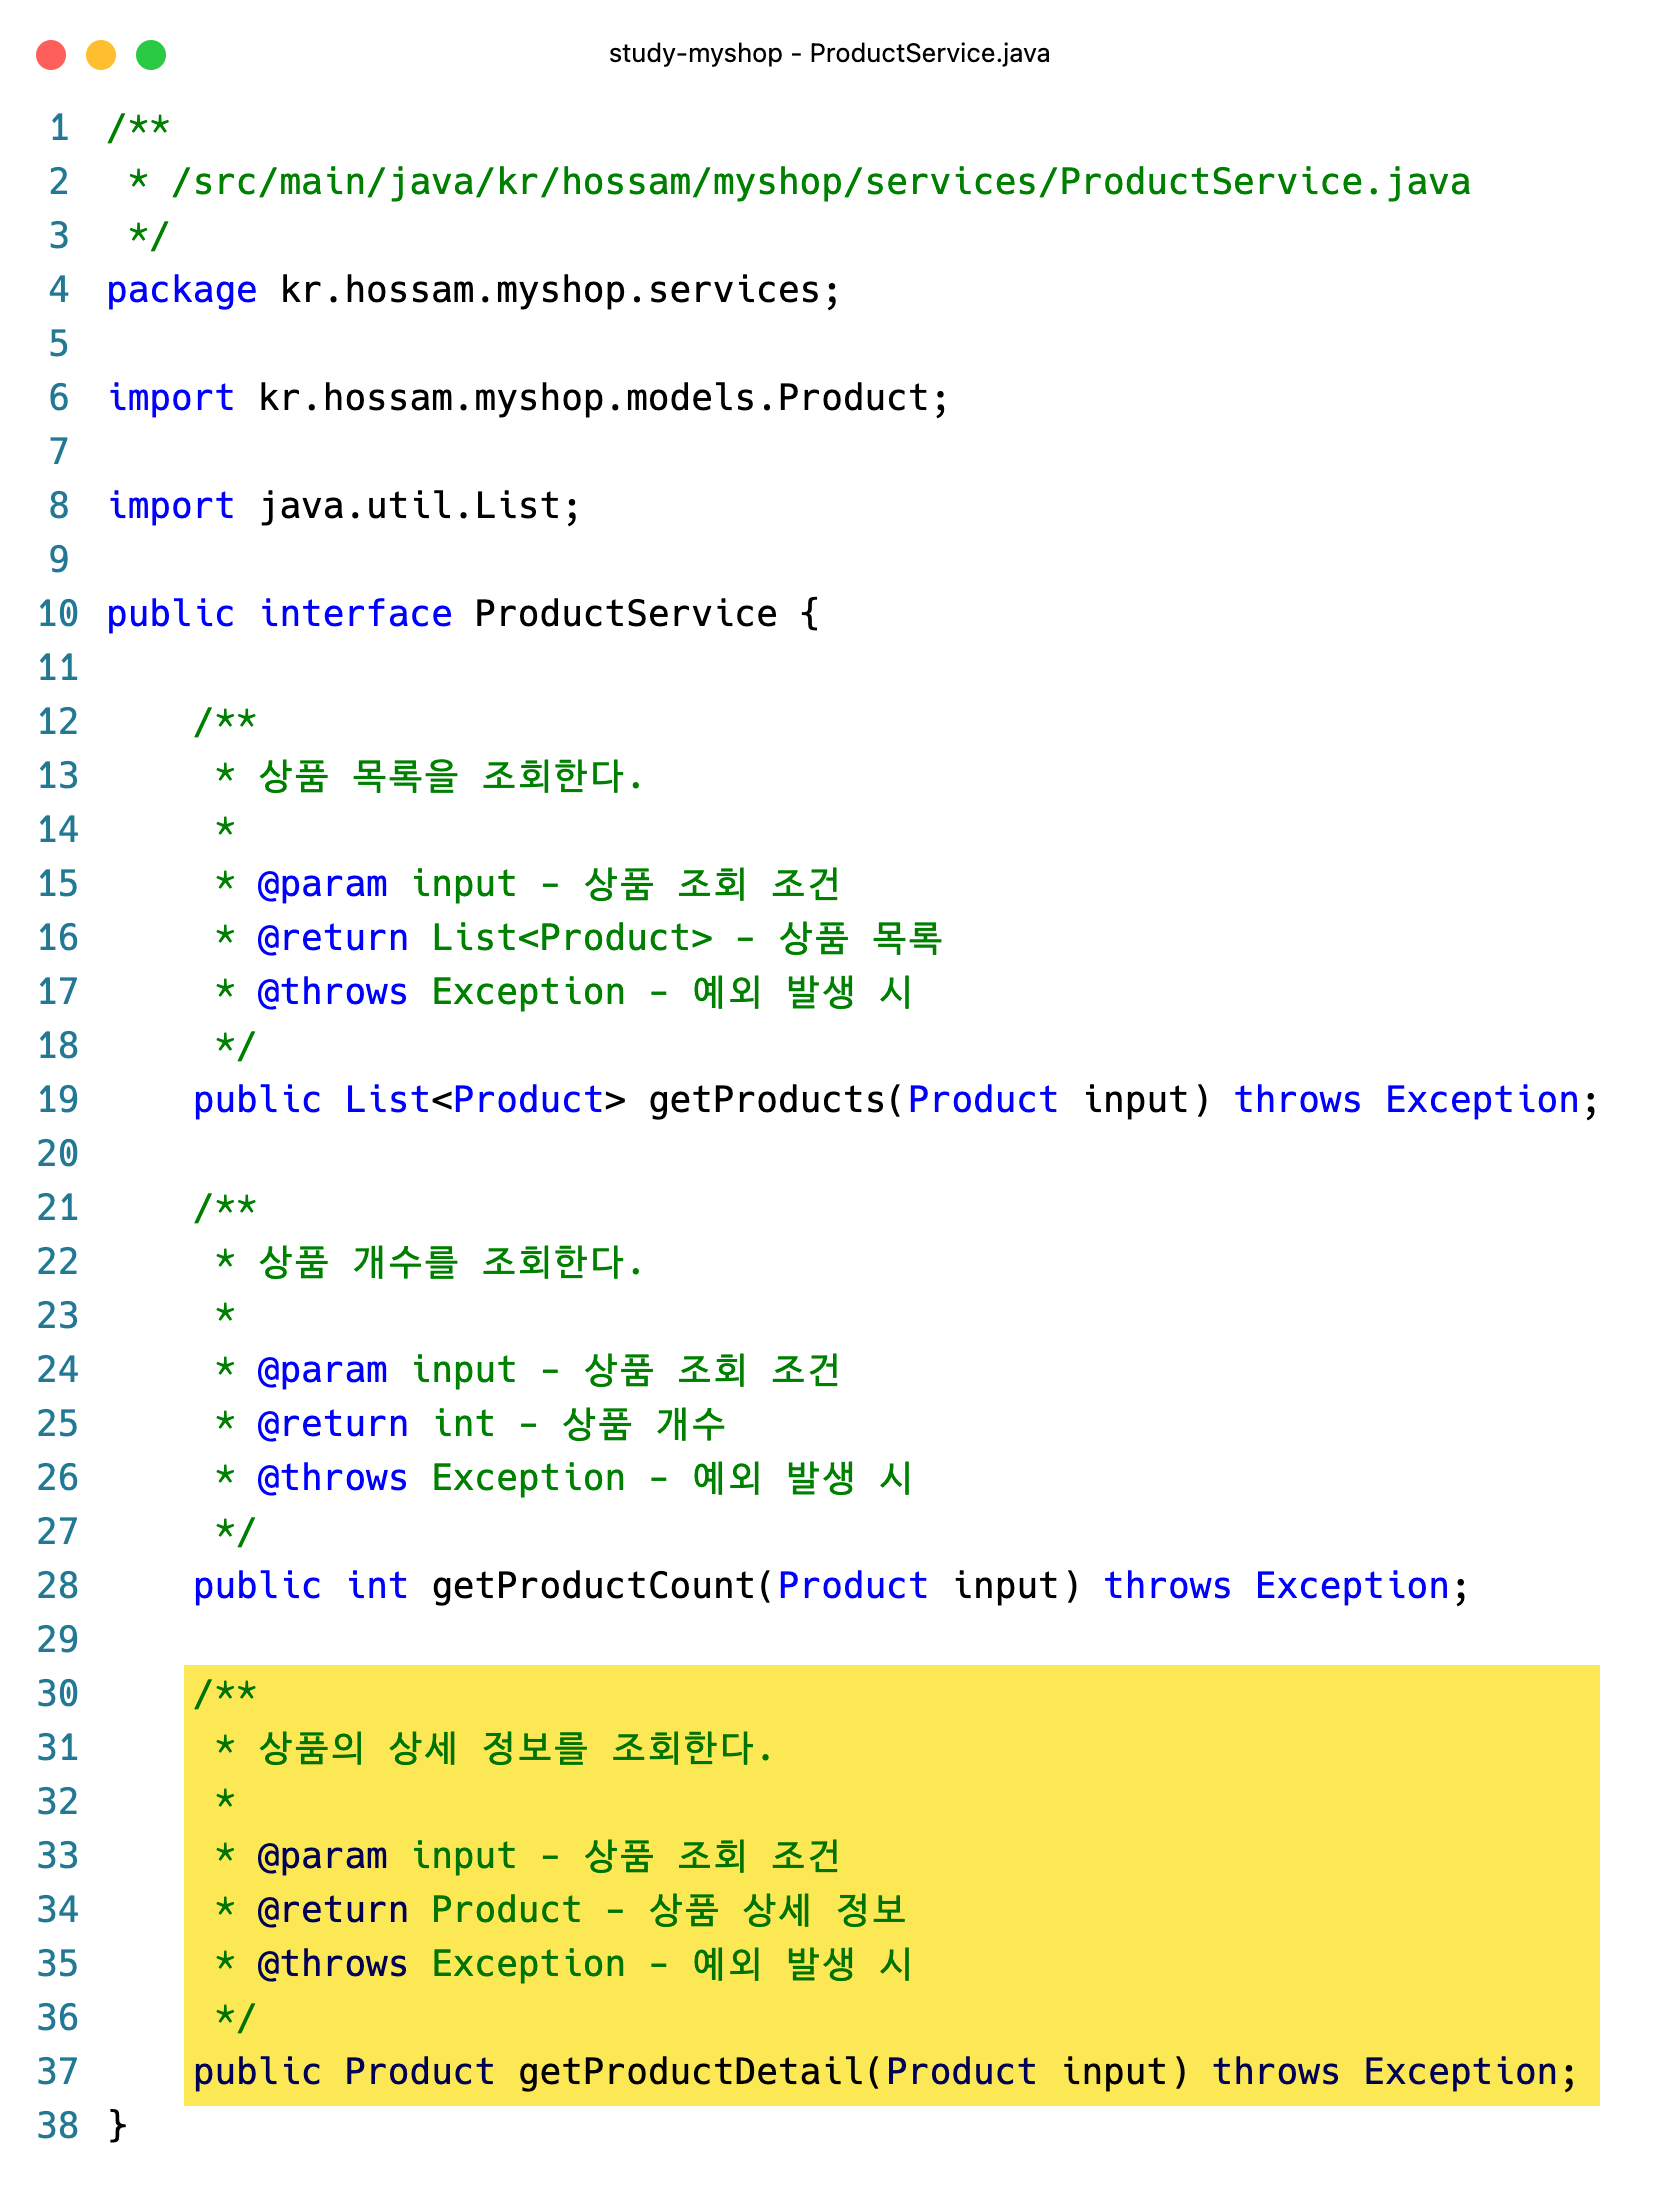 study-myshop - ProductService.java
1 /**
2  * /src/main/java/kr/hossam/myshop/services/ProductService.java
3  */
4 package kr.hossam.myshop.services;
5
6 import kr.hossam.myshop.models.Product;
7
8 import java.util.List;
9
10 public interface ProductService {
11
12     /**
13      * 상품 목록을 조회한다.
14      *
15      * @param input - 상품 조회 조건
16      * @return List<Product> - 상품 목록
17      * @throws Exception - 예외 발생 시
18      */
19     public List<Product> getProducts(Product input) throws Exception;
20
21     /**
22      * 상품 개수를 조회한다.
23      *
24      * @param input - 상품 조회 조건
25      * @return int - 상품 개수
26      * @throws Exception - 예외 발생 시
27      */
28     public int getProductCount(Product input) throws Exception;
29
30     /**
31      * 상품의 상세 정보를 조회한다.
32      *
33      * @param input - 상품 조회 조건
34      * @return Product - 상품 상세 정보
35      * @throws Exception - 예외 발생 시
36      */
37     public Product getProductDetail(Product input) throws Exception;
38 }